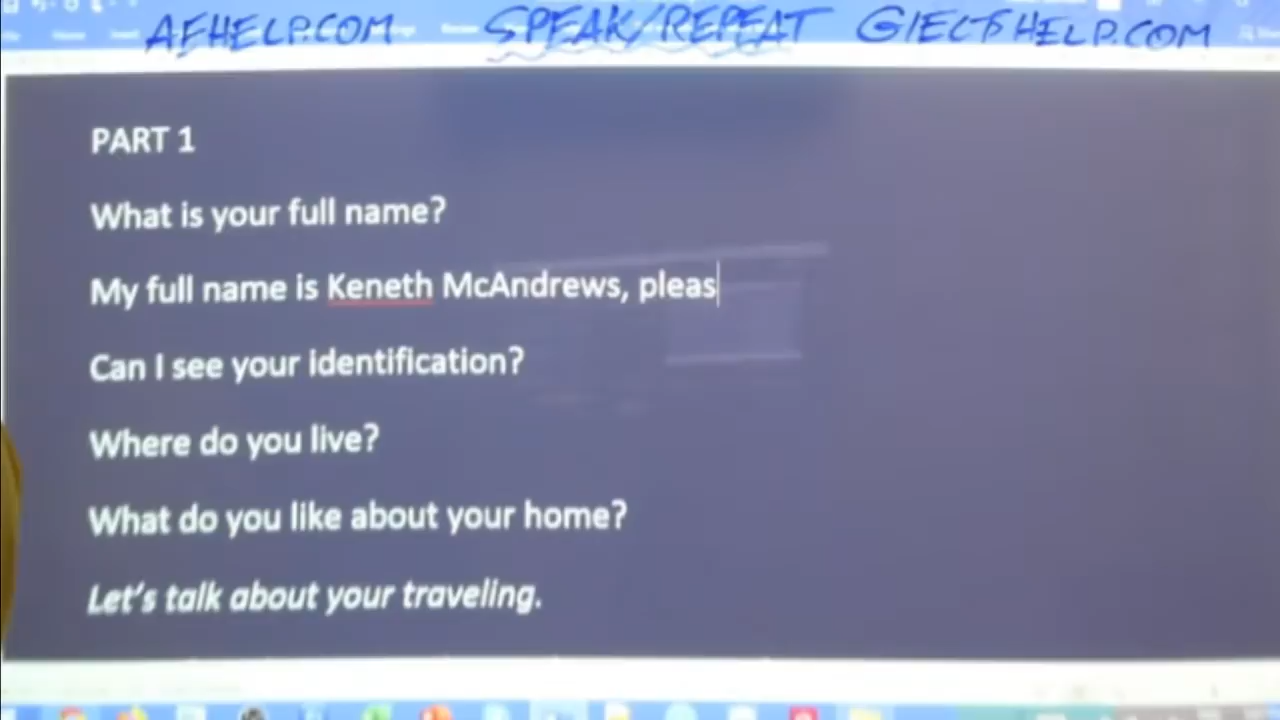 AEHELP.COM SPEAK/REPEAT GIELTSHELP.COM
PART 1
What is your full name?
My full name is Keneth McAndrews, pleas
Can I see your identification?
Where do you live?
What do you like about your home?
Let's talk about your traveling.